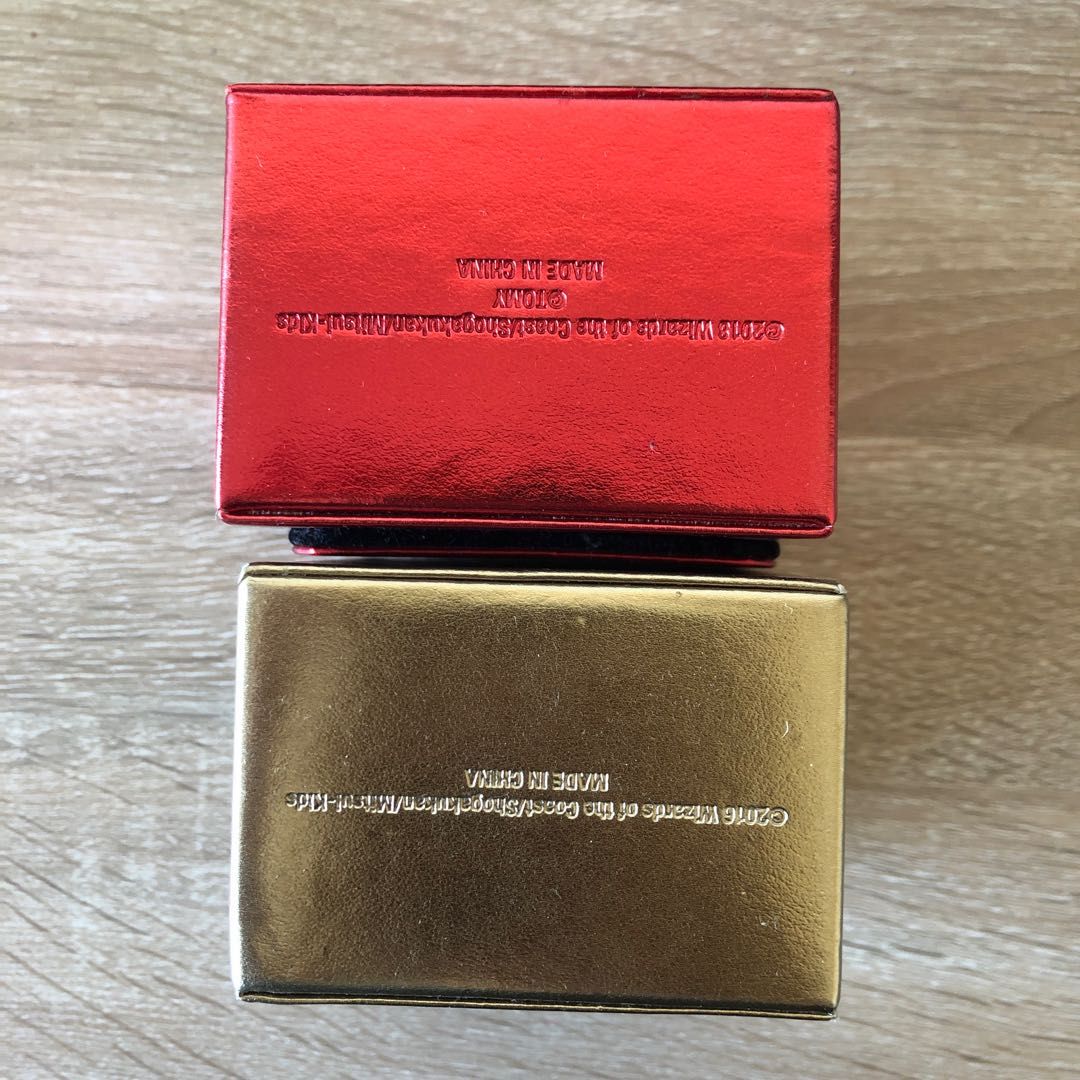 ©2018 Wizards of the Coast/Shogakukan/Mitsui-Kids
©TOMY
MADE IN CHINA
©2016 Wizards of the Coast/Shogakukan/Mitsui-Kids
MADE IN CHINA